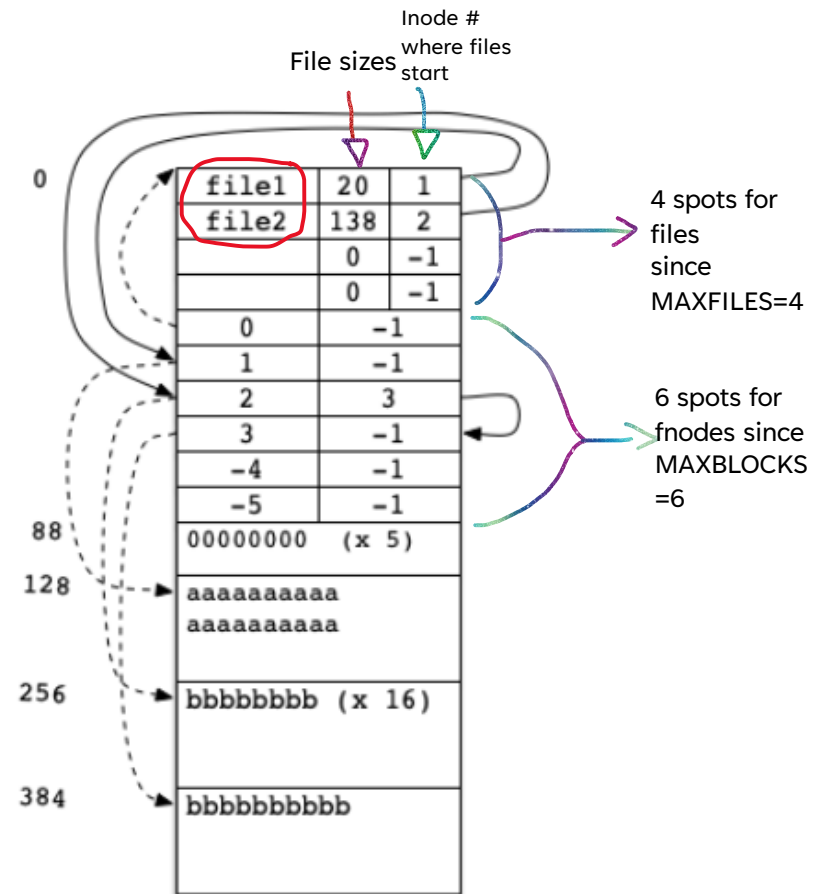 Inode #
where files
start
File sizes
0
file1 20 1
file2 138 2
0 -1
0 -1
0 -1
1 -1
2 3
3 -1
-4 -1
-5 -1
88
00000000 (x 5)
128
aaaaaaaaaa
aaaaaaaaaa
256
bbbbbbbb (x 16)
384
bbbbbbbbbb
4 spots for
files
since
MAXFILES=4
6 spots for
fnodes since
MAXBLOCKS
=6